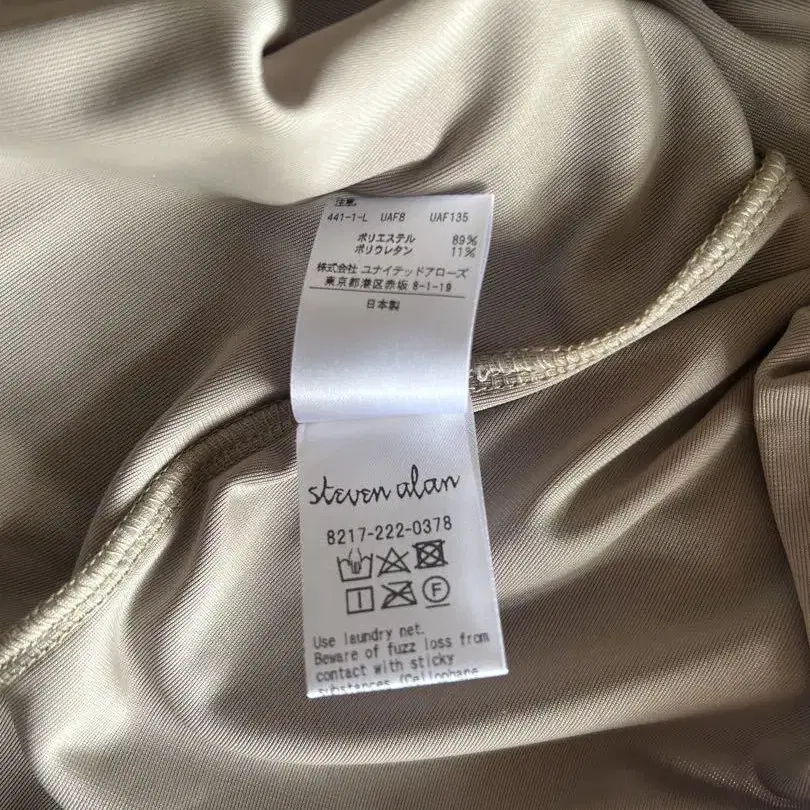 注意
441-1-L UAF8 UAF135
ポリエステル 89%
ポリウレタン 11%
株式会社 ユナイテッドアローズ
東京都港区赤坂 8-1-19
日本製
steven alan
8217-222-0378
F
Use laundry net.
Beware of fuzz loss from
contact with sticky
substances (Cellophane